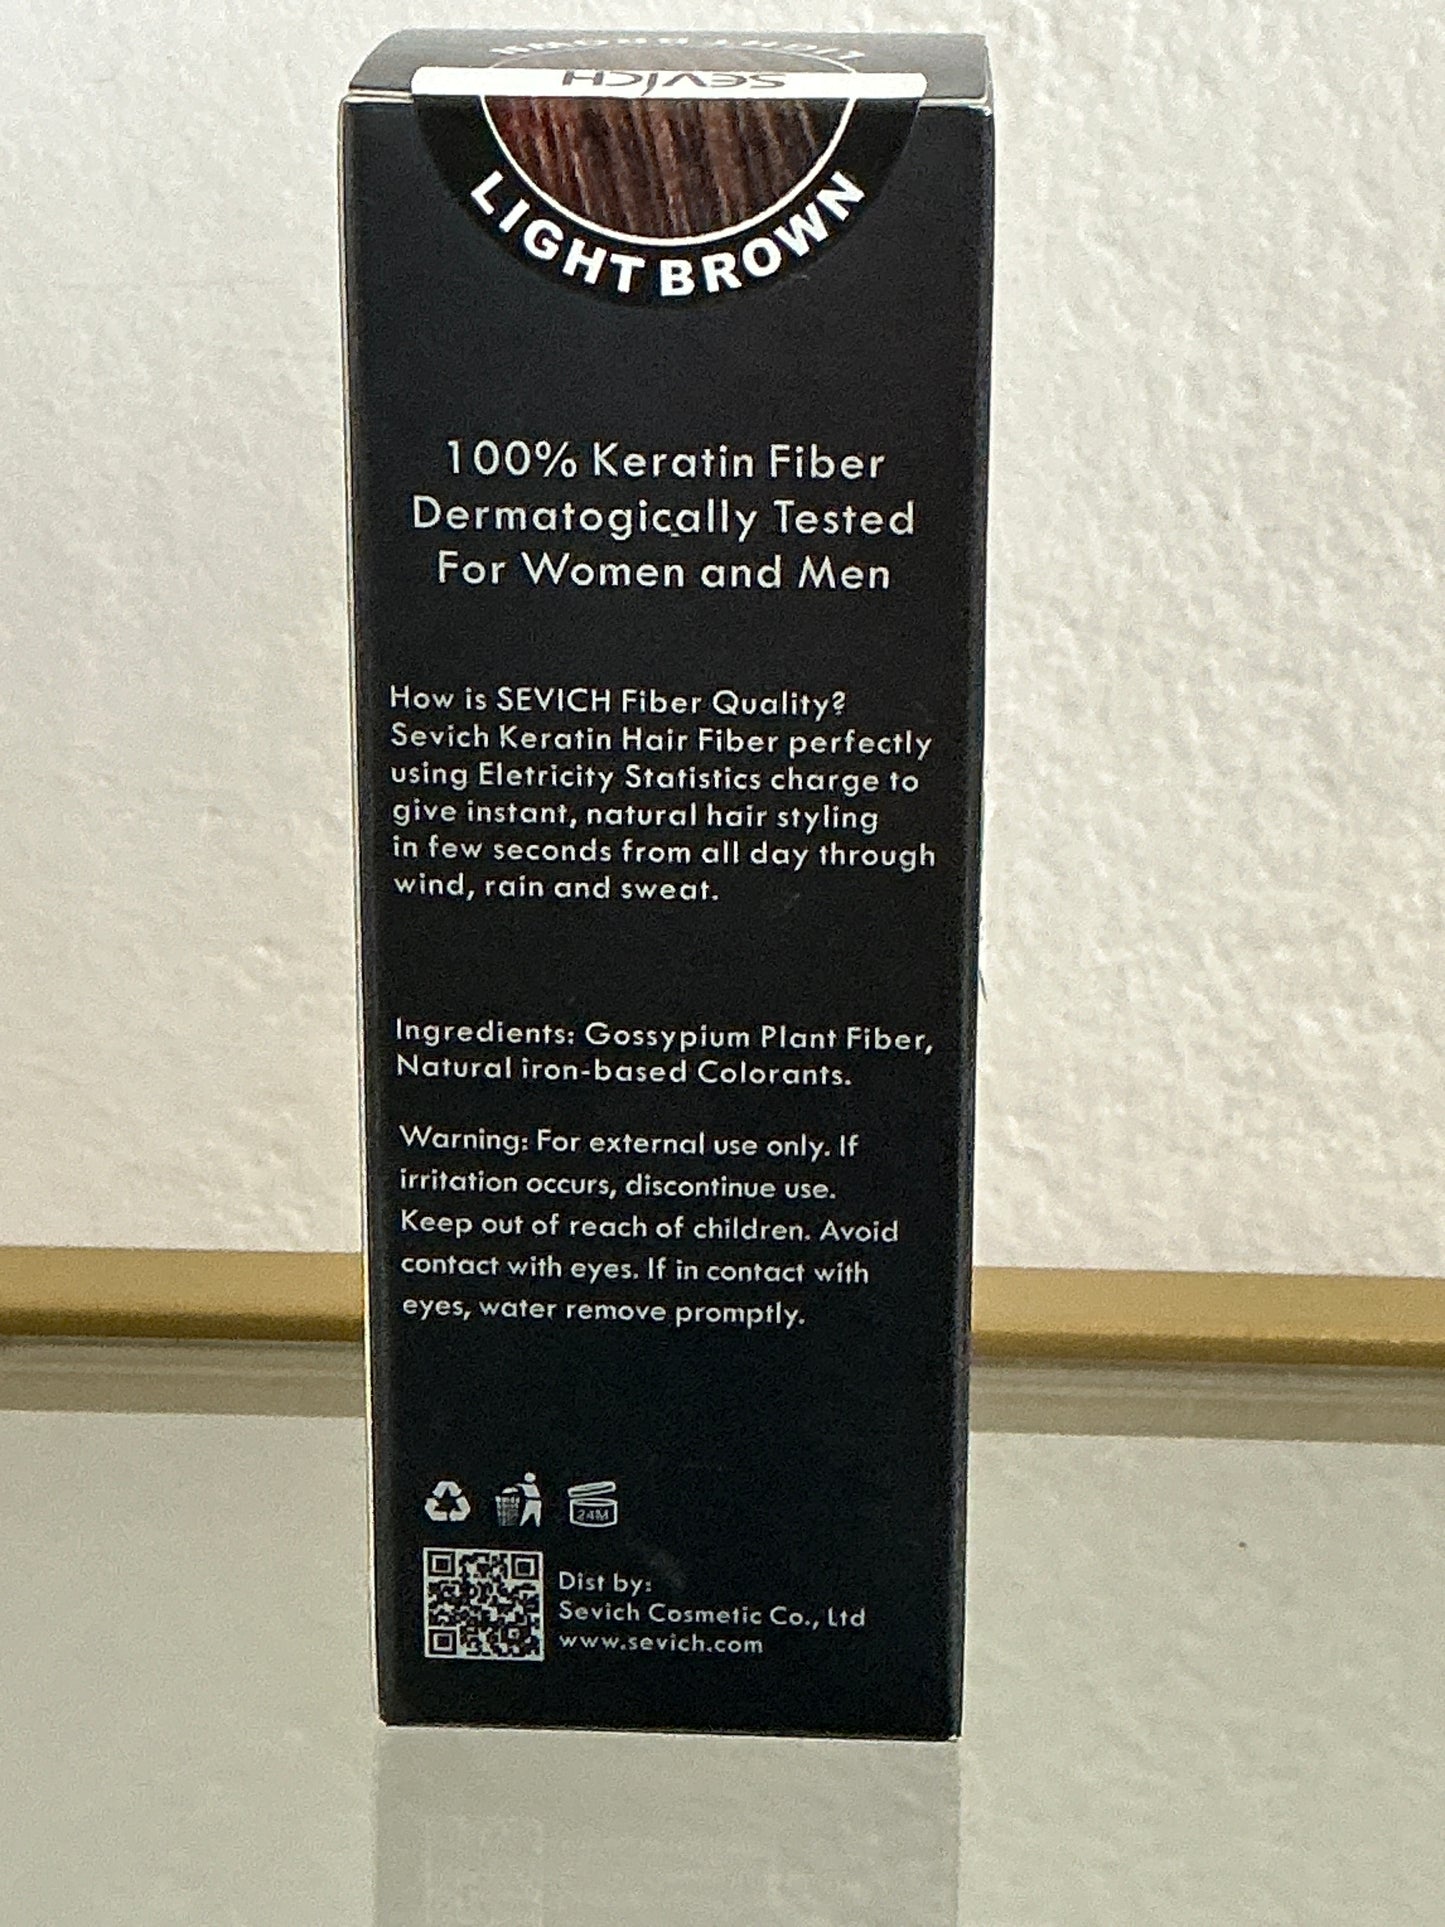 LIGHT BROWN
SEVICH
LIGHT BROWN
100% Keratin Fiber
Dermatogically Tested
For Women and Men
How is SEVICH Fiber Quality?
Sevich Keratin Hair Fiber perfectly
using Eletricity Statistics charge to
give instant, natural hair styling
in few seconds from all day through
wind, rain and sweat.
Ingredients: Gossypium Plant Fiber,
Natural iron-based Colorants.
Warning: For external use only. If
irritation occurs, discontinue use.
Keep out of reach of children. Avoid
contact with eyes. If in contact with
eyes, water remove promptly.
24M
Dist by:
Sevich Cosmetic Co., Ltd
www.sevich.com